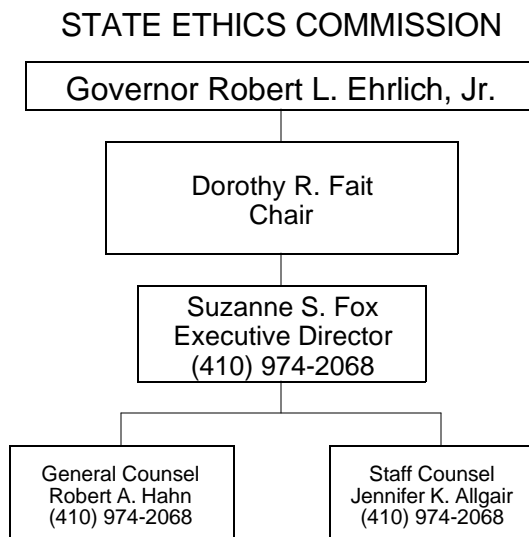 STATE ETHICS COMMISSION
Governor Robert L. Ehrlich, Jr.
Dorothy R. Fait
Chair
Suzanne S. Fox
Executive Director
(410) 974-2068
General Counsel
Robert A. Hahn
(410) 974-2068
Staff Counsel
Jennifer K. Allgair
(410) 974-2068